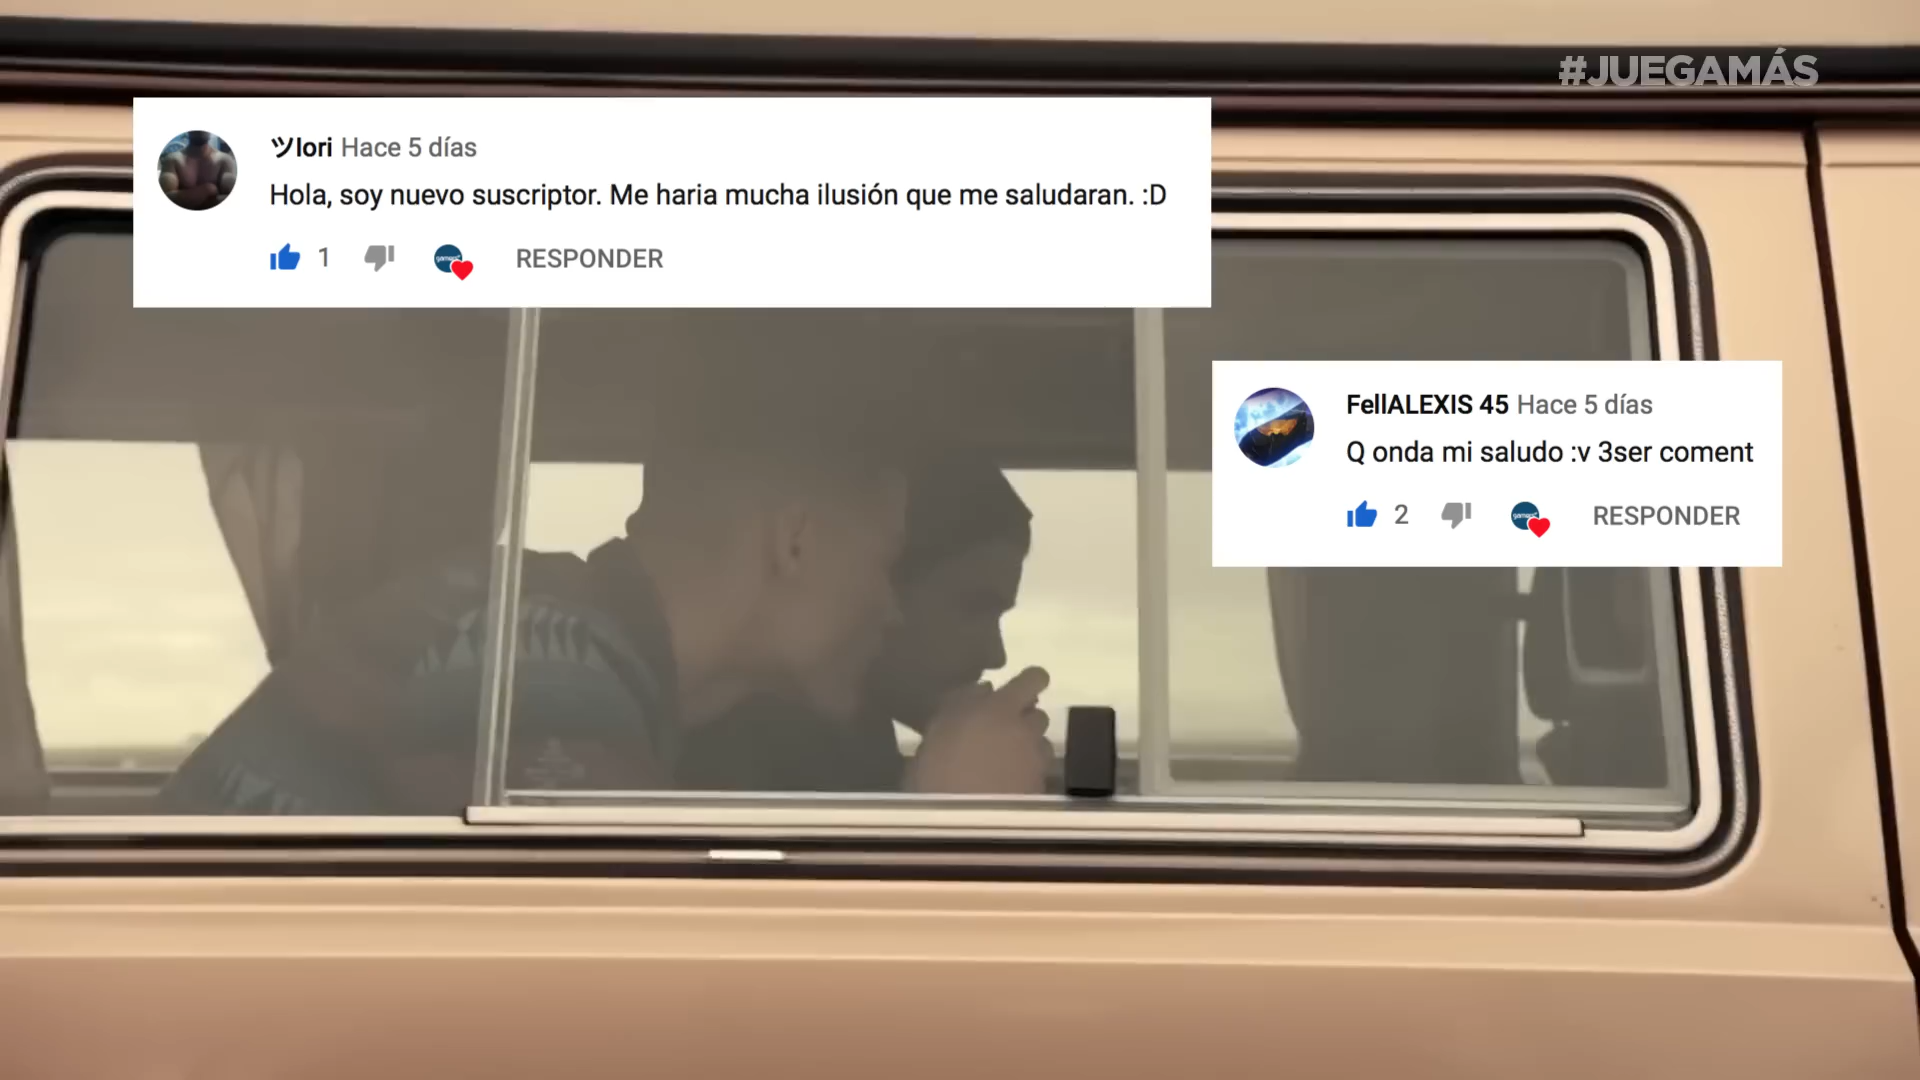 #JUEGAMÁS
ツIori Hace 5 días
Hola, soy nuevo suscriptor. Me haria mucha ilusión que me saludaran. :D
1 RESPONDER
FellALEXIS 45 Hace 5 días
Q onda mi saludo :v 3ser coment
2 RESPONDER